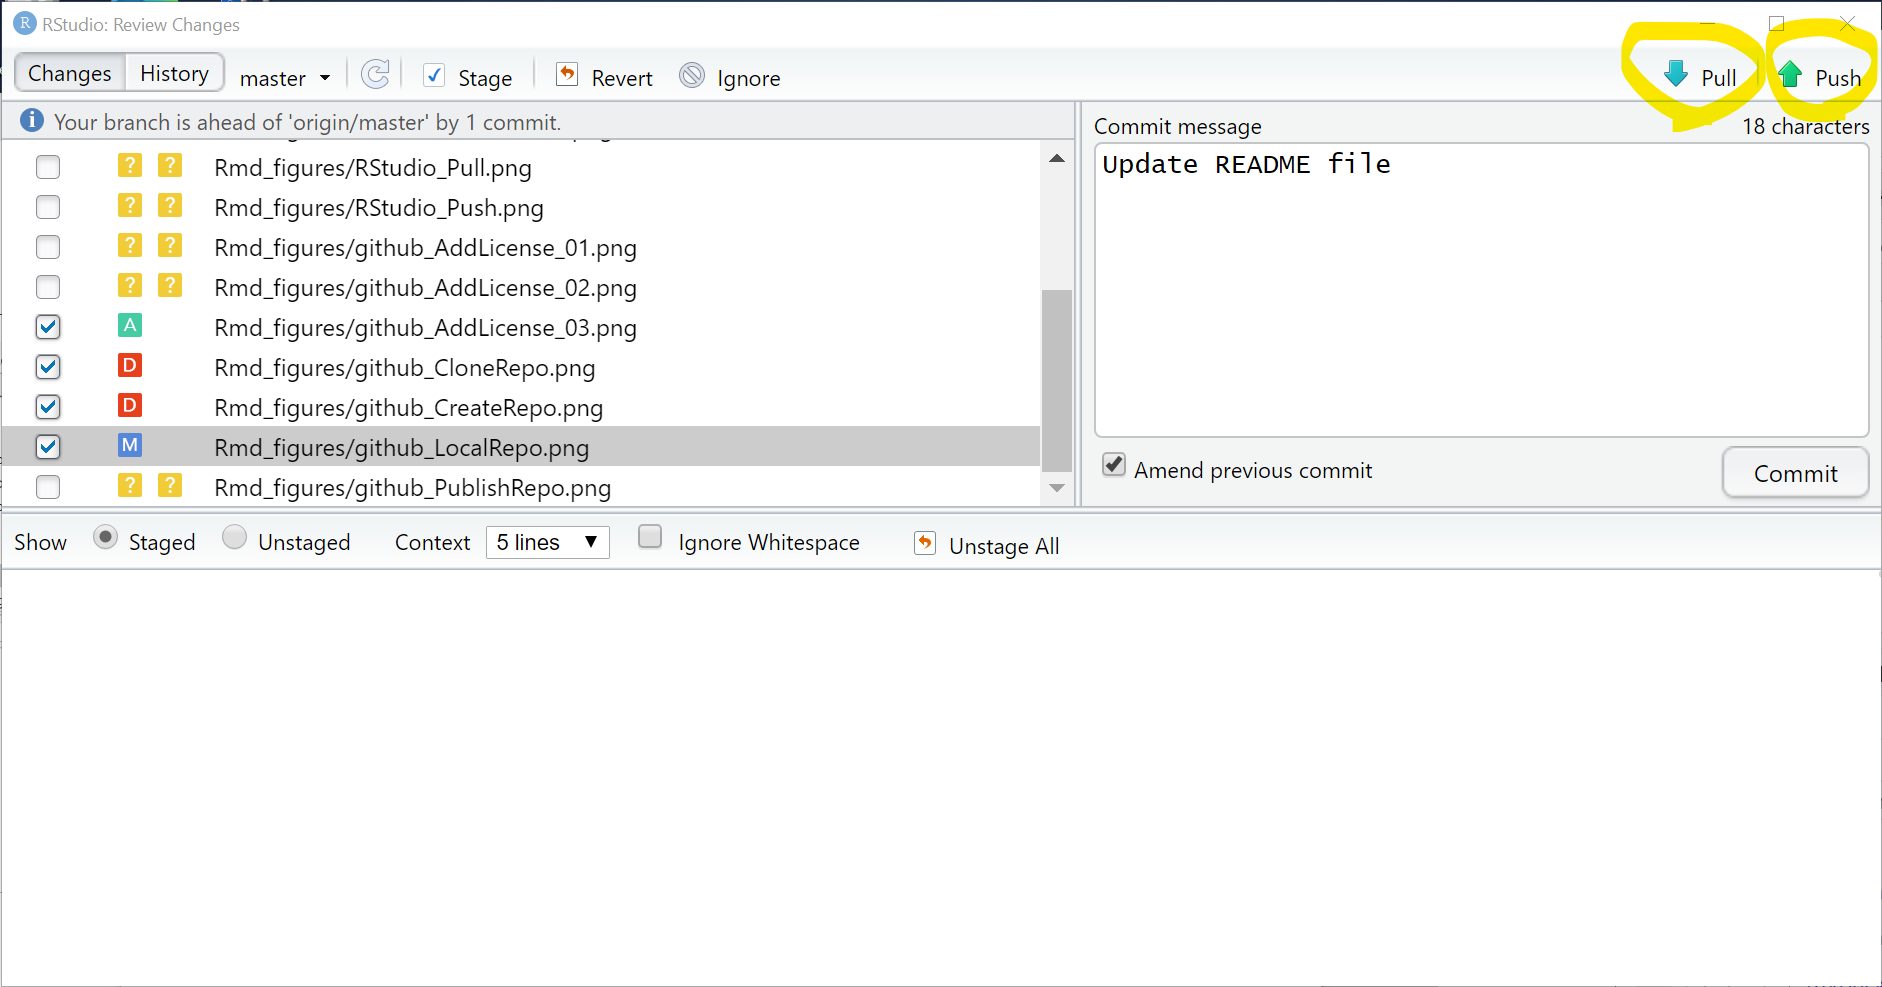 R RStudio: Review Changes
Changes History master Stage Revert Ignore Pull Push
Your branch is ahead of 'origin/master' by 1 commit.
Commit message 18 characters
Update README file
? ? Rmd_figures/RStudio_Pull.png
? ? Rmd_figures/RStudio_Push.png
? ? Rmd_figures/github_AddLicense_01.png
? ? Rmd_figures/github_AddLicense_02.png
A Rmd_figures/github_AddLicense_03.png
D Rmd_figures/github_CloneRepo.png
D Rmd_figures/github_CreateRepo.png
M Rmd_figures/github_LocalRepo.png
? ? Rmd_figures/github_PublishRepo.png
Amend previous commit Commit
Show Staged Unstaged Context 5 lines Ignore Whitespace Unstage All